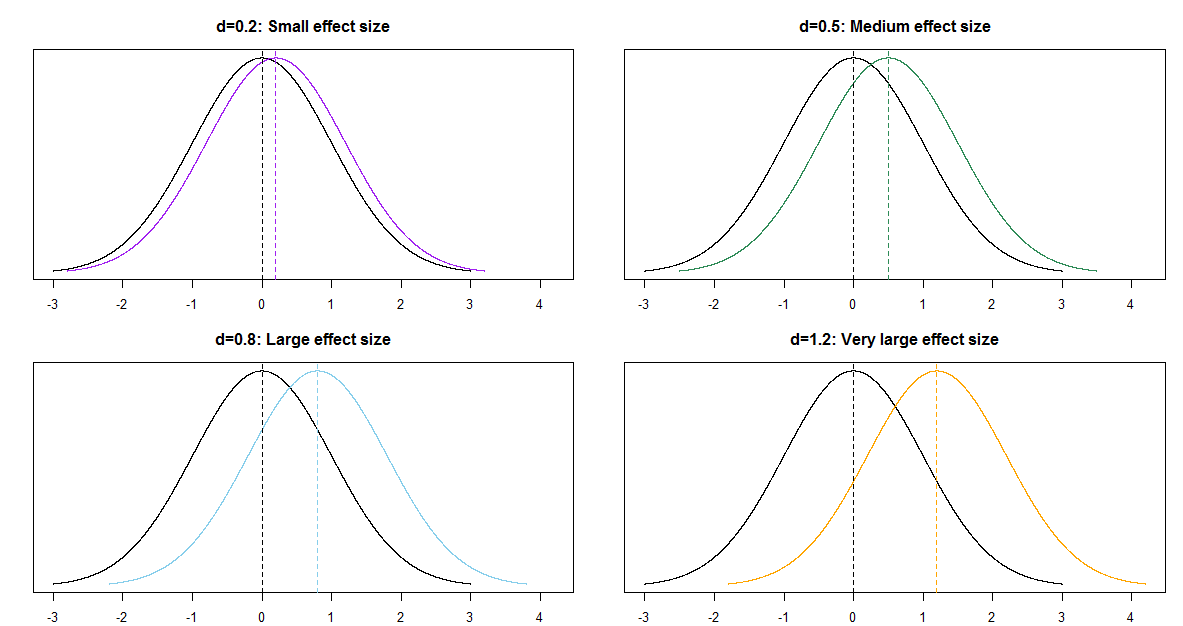 d=0.2: Small effect size
-3 -2 -1 0 1 2 3 4
d=0.5: Medium effect size
-3 -2 -1 0 1 2 3 4
d=0.8: Large effect size
-3 -2 -1 0 1 2 3 4
d=1.2: Very large effect size
-3 -2 -1 0 1 2 3 4